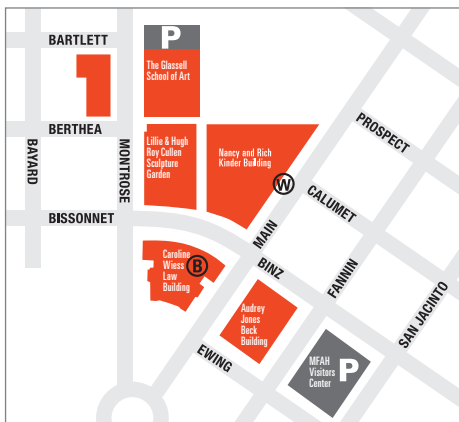 BARTLETT
P
The Glassell
School of Art
BERTHEA
BAYARD
MONTROSE
Lillie & Hugh
Roy Cullen
Sculpture
Garden
Nancy and Rich
Kinder Building
PROSPECT
W
CALUMET
BISSONNET
MAIN
BINZ
FANNIN
SAN JACINTO
Caroline
Wiess
Law
Building
B
Audrey
Jones
Beck
Building
EWING
MFAH
Visitors
Center
P